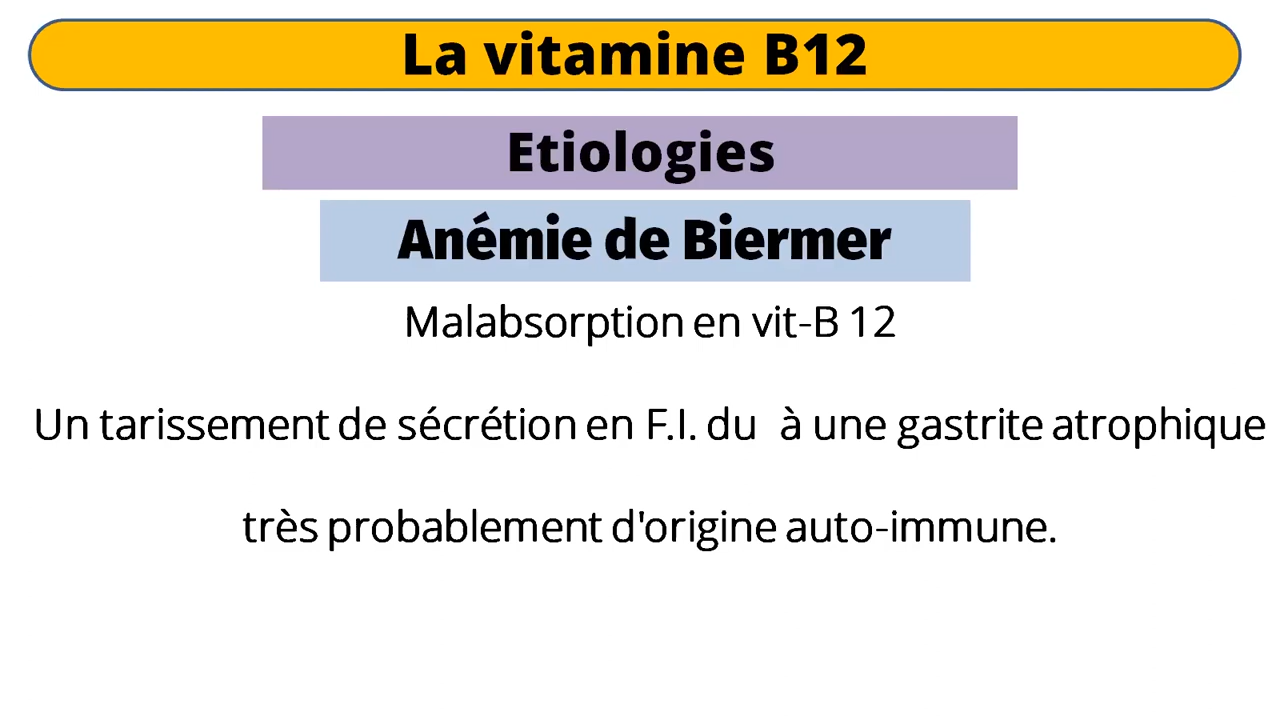 La vitamine B12
Etiologies
Anémie de Biermer
Malabsorption en vit-B 12
Un tarissement de sécrétion en F.I. du à une gastrite atrophique
très probablement d'origine auto-immune.